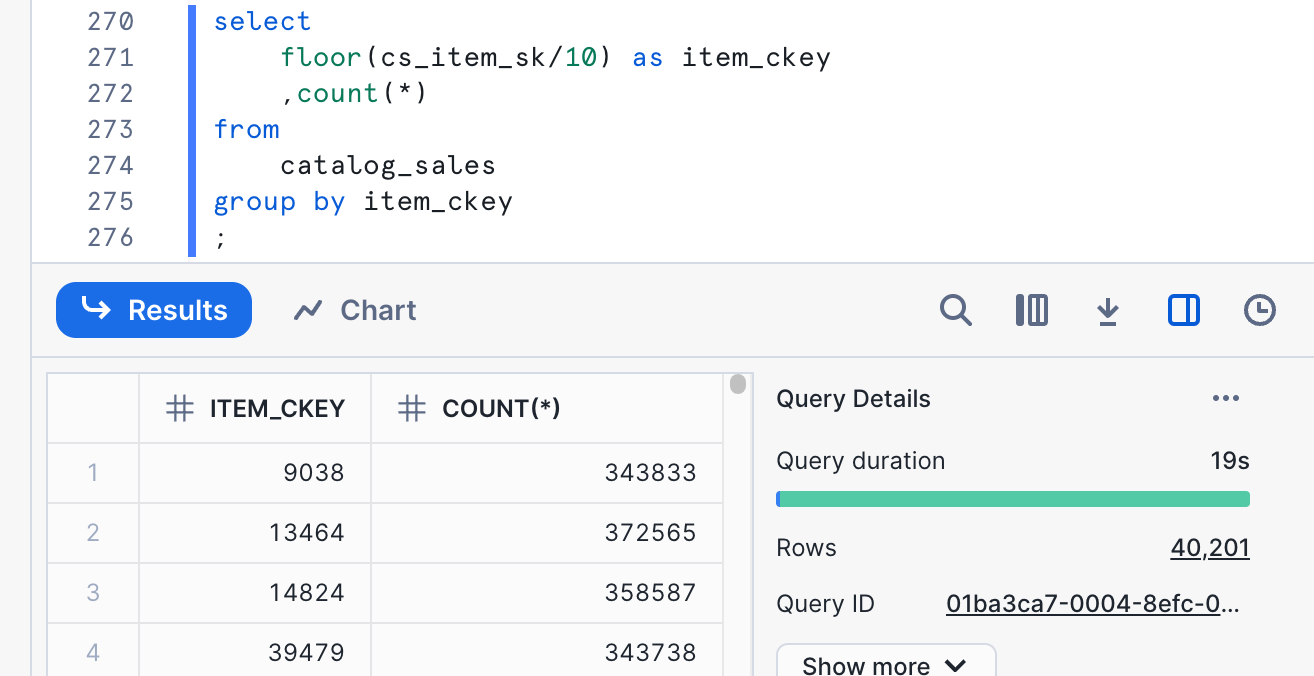 270 select
271 floor(cs_item_sk/10) as item_ckey
272 ,count(*)
273 from
274 catalog_sales
275 group by item_ckey
276 ;
Results Chart
ITEM_CKEY COUNT(*)
1 9038 343833
2 13464 372565
3 14824 358587
4 39479 343738
Query Details
Query duration 19s
Rows 40,201
Query ID 01ba3ca7-0004-8efc-0...
Show more